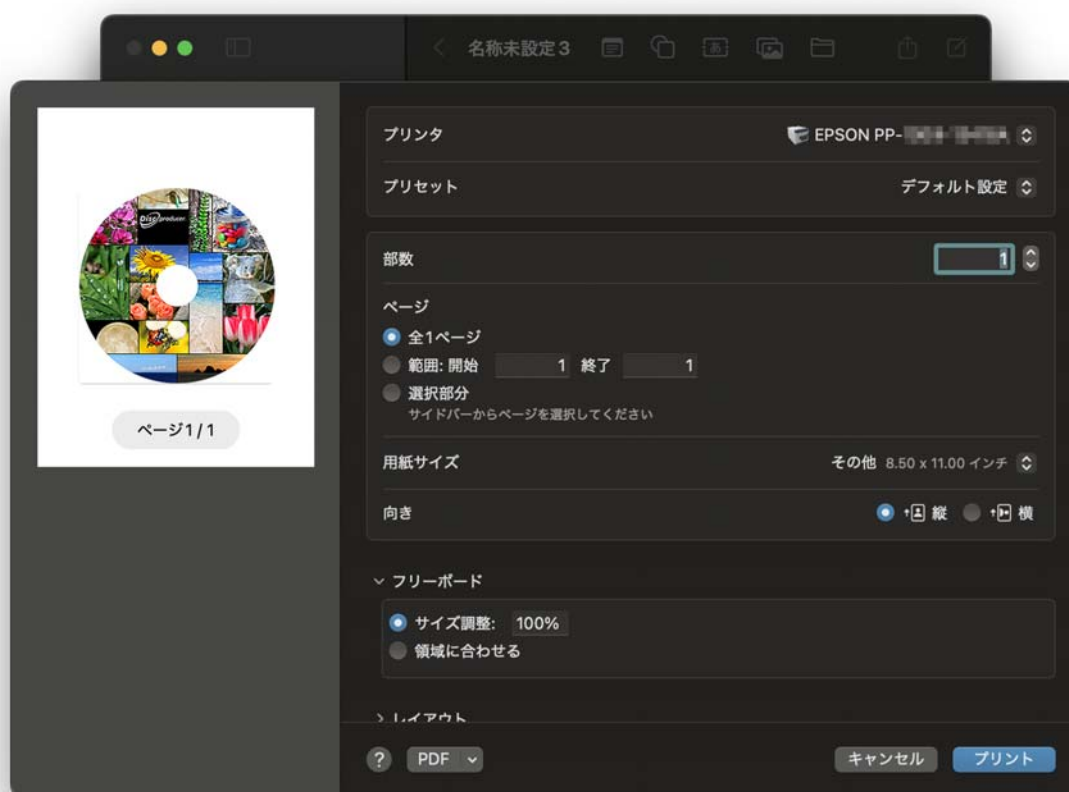 名称未設定 3
プリンタ EPSON PP-
プリセット デフォルト設定
部数 1
ページ
全1ページ
範囲: 開始 1 終了 1
選択部分
サイドバーからページを選択してください
用紙サイズ その他 8.50 x 11.00 インチ
向き 縦 横
フリーボード
サイズ調整: 100%
領域に合わせる
レイアウト
Disc producer
ページ1 / 1
? PDF キャンセル プリント